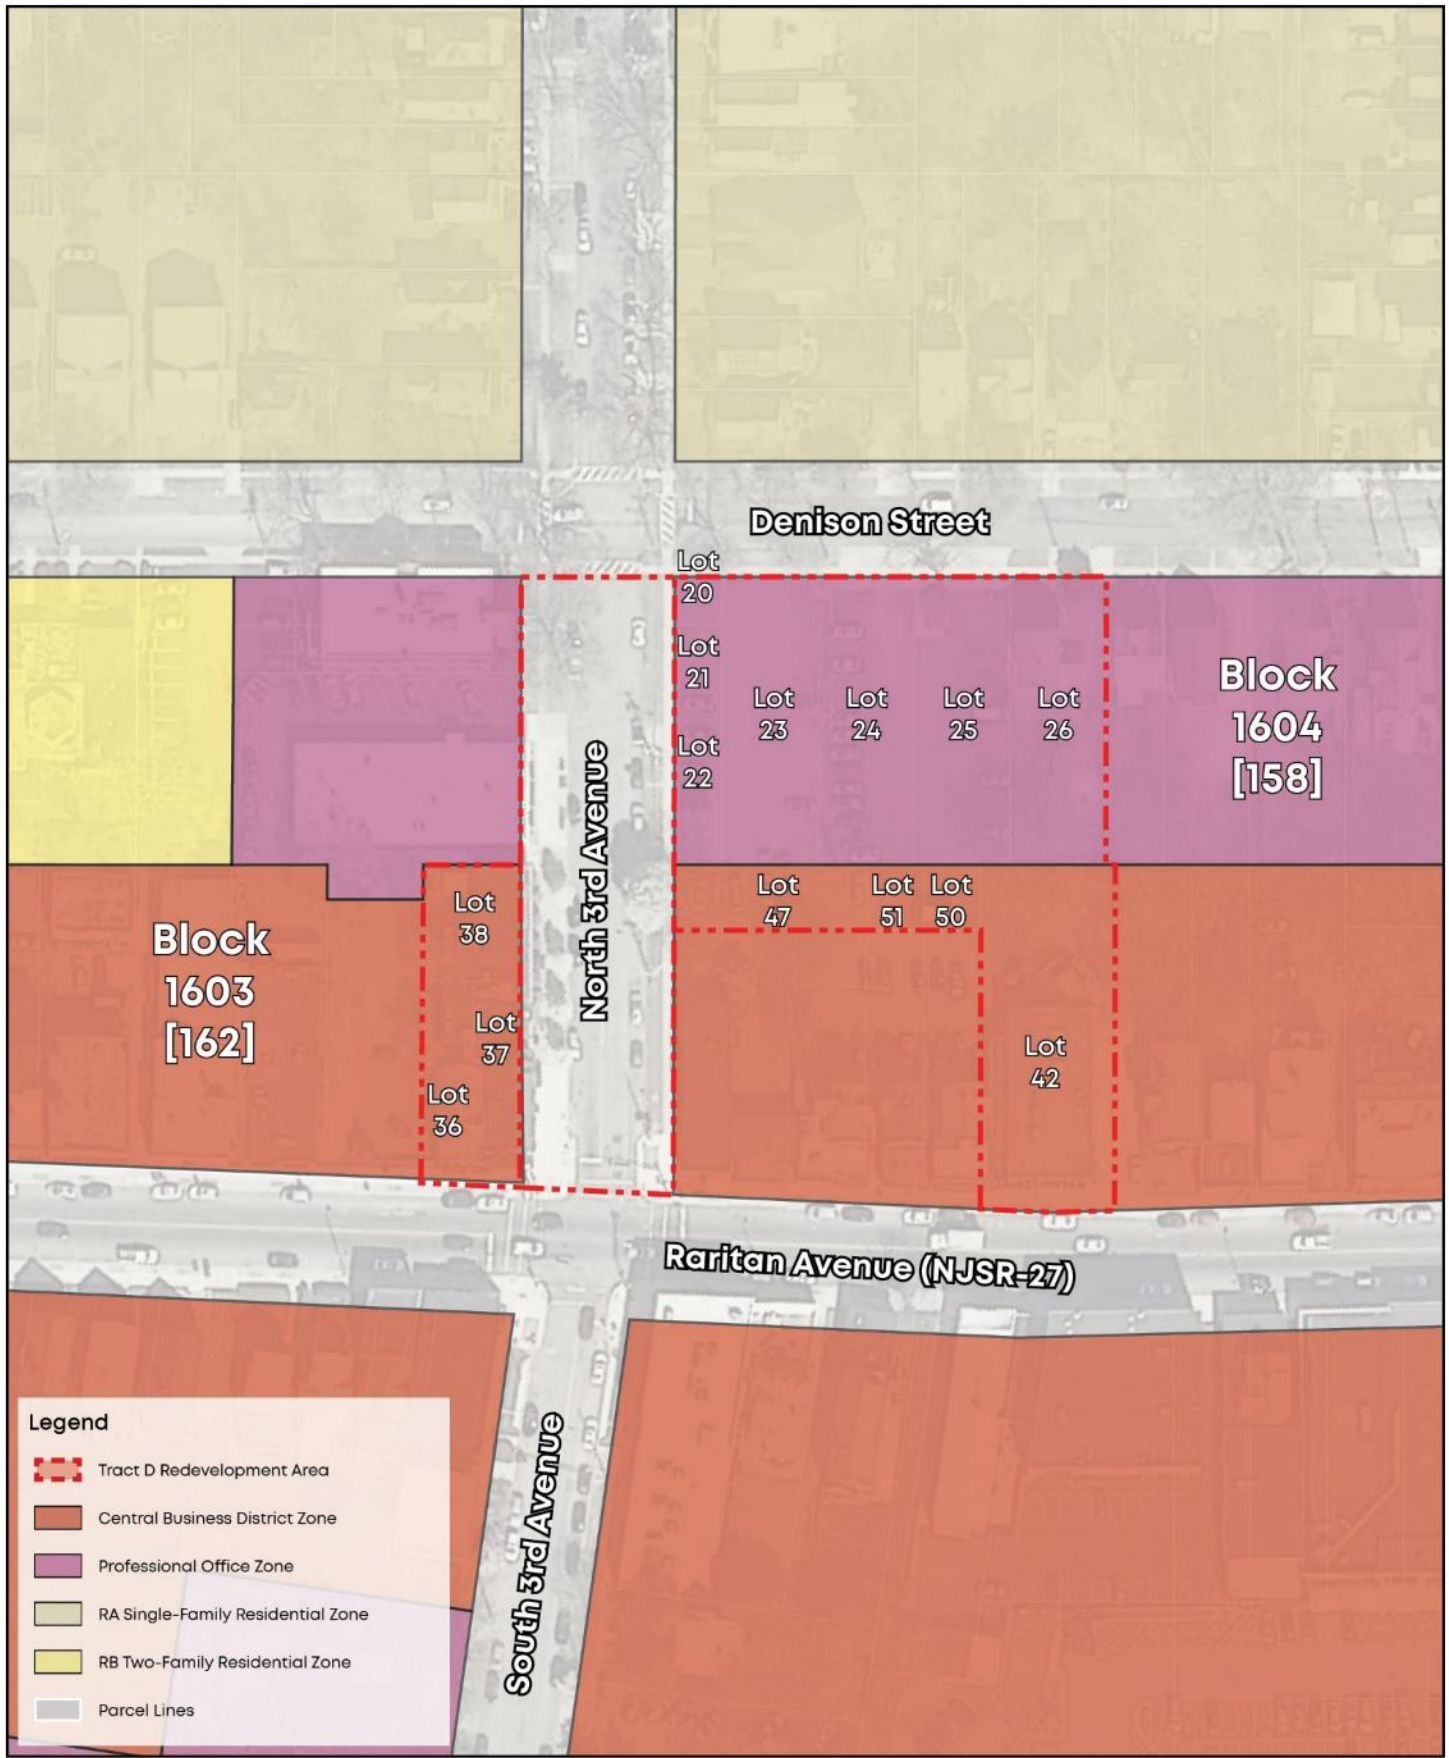 Denison Street
Lot
20
Lot
21
Lot
22
Lot
23
Lot
24
Lot
25
Lot
26
Block
1604
[158]
North 3rd Avenue
Lot
47
Lot
51
Lot
50
Lot
38
Block
1603
[162]
Lot
37
Lot
36
Lot
42
Raritan Avenue (NJSR-27)
South 3rd Avenue
Legend
Tract D Redevelopment Area
Central Business District Zone
Professional Office Zone
RA Single-Family Residential Zone
RB Two-Family Residential Zone
Parcel Lines